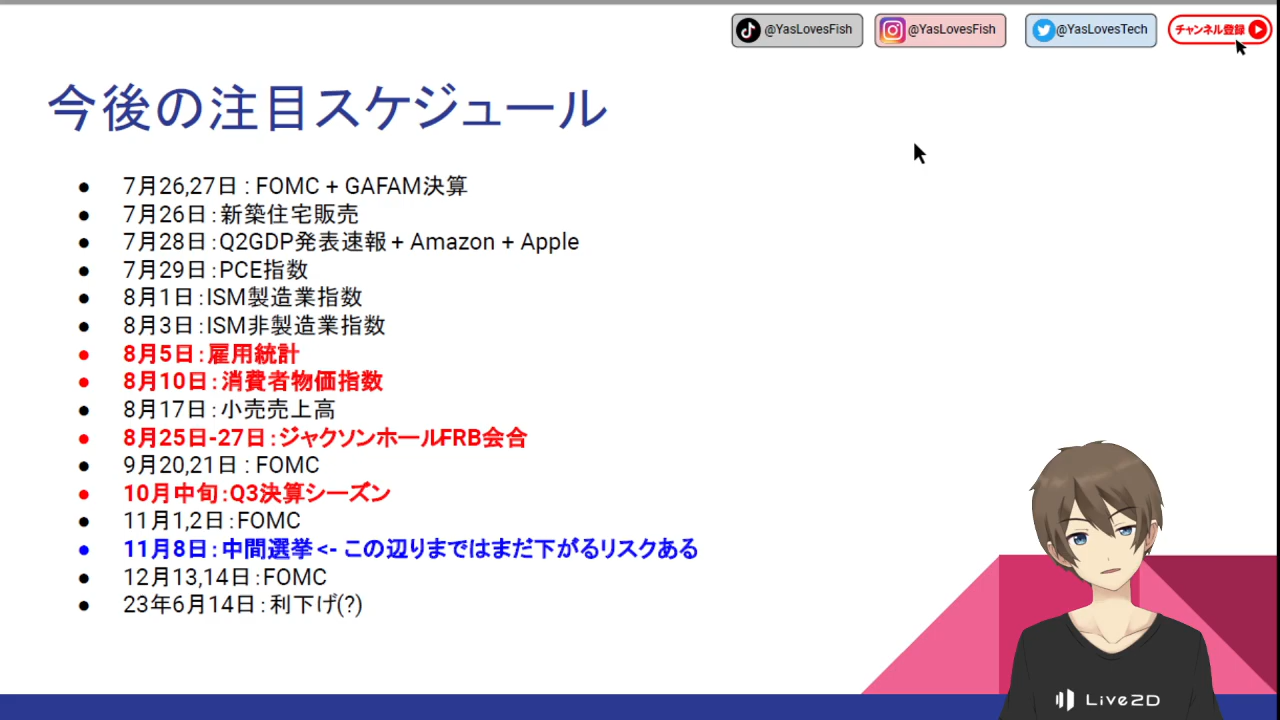 @YasLovesFish
@YasLovesFish
@YasLovesTech
チャンネル登録
今後の注目スケジュール
● 7月26,27日 : FOMC + GAFAM決算
● 7月26日:新築住宅販売
● 7月28日:Q2GDP発表速報 + Amazon + Apple
● 7月29日:PCE指数
● 8月1日:ISM製造業指数
● 8月3日:ISM非製造業指数
● 8月5日:雇用統計
● 8月10日:消費者物価指数
● 8月17日:小売売上高
● 8月25日-27日:ジャクソンホールFRB会合
● 9月20,21日 : FOMC
● 10月中旬:Q3決算シーズン
● 11月1,2日:FOMC
● 11月8日:中間選挙 <- この辺りまではまだ下がるリスクある
● 12月13,14日:FOMC
● 23年6月14日:利下げ(?)
Live2D